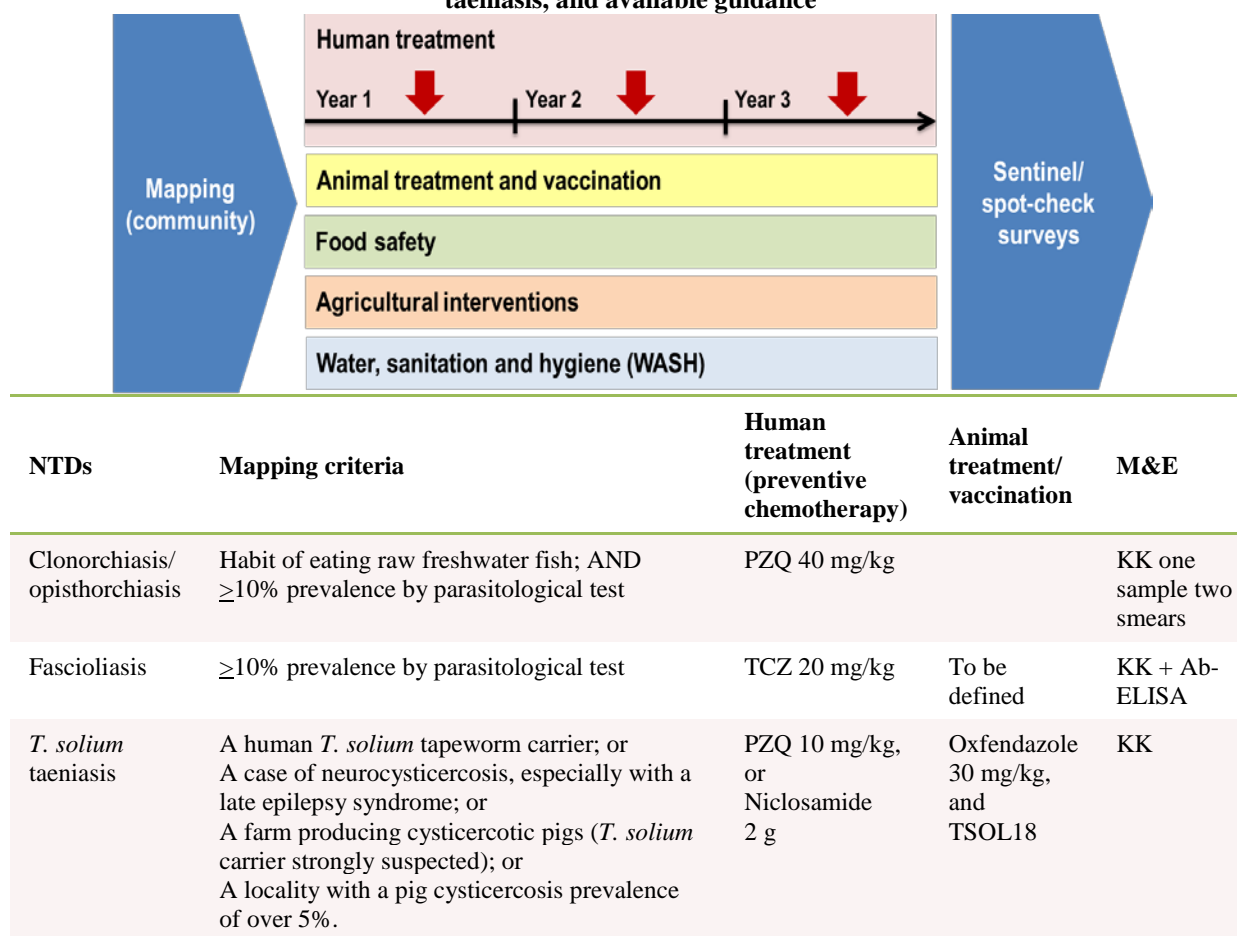 taeniasis, and available guidance
Human treatment
Year 1
Year 2
Year 3
Mapping
(community)
Animal treatment and vaccination
Food safety
Agricultural interventions
Water, sanitation and hygiene (WASH)
Sentinel/
spot-check
surveys
NTDs
Mapping criteria
Human
treatment
(preventive
chemotherapy)
Animal
treatment/
vaccination
M&E
Clonorchiasis/
opisthorchiasis
Habit of eating raw freshwater fish; AND
≥10% prevalence by parasitological test
PZQ 40 mg/kg
KK one
sample two
smears
Fascioliasis
≥10% prevalence by parasitological test
TCZ 20 mg/kg
To be
defined
KK + Ab-
ELISA
T. solium
taeniasis
A human T. solium tapeworm carrier; or
A case of neurocysticercosis, especially with a
late epilepsy syndrome; or
A farm producing cysticercotic pigs (T. solium
carrier strongly suspected); or
A locality with a pig cysticercosis prevalence
of over 5%.
PZQ 10 mg/kg,
or
Niclosamide
2 g
Oxfendazole
30 mg/kg,
and
TSOL18
KK